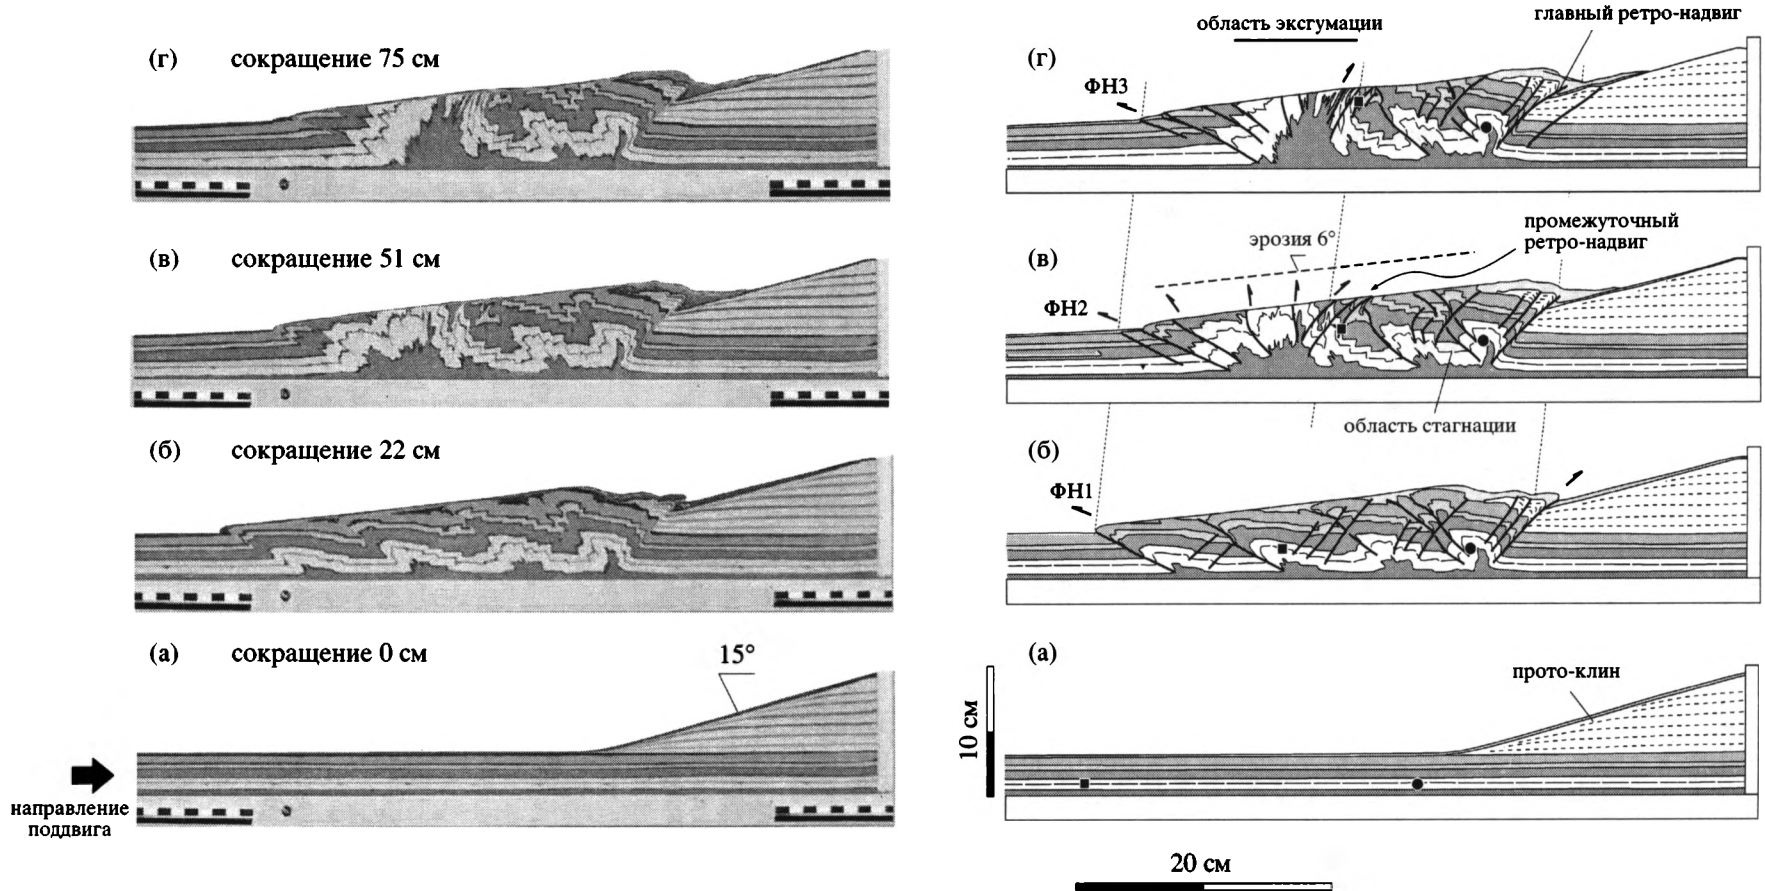 область эксгумации
главный ретро-надвиг
(г) сокращение 75 см
(г)
ФН3
(в) сокращение 51 см
(в)
эрозия 6°
промежуточный
ретро-надвиг
ФН2
область стагнации
(б) сокращение 22 см
(б)
ФН1
(а) сокращение 0 см
15°
(а)
прото-клин
10 см
направление
поддвига
20 см